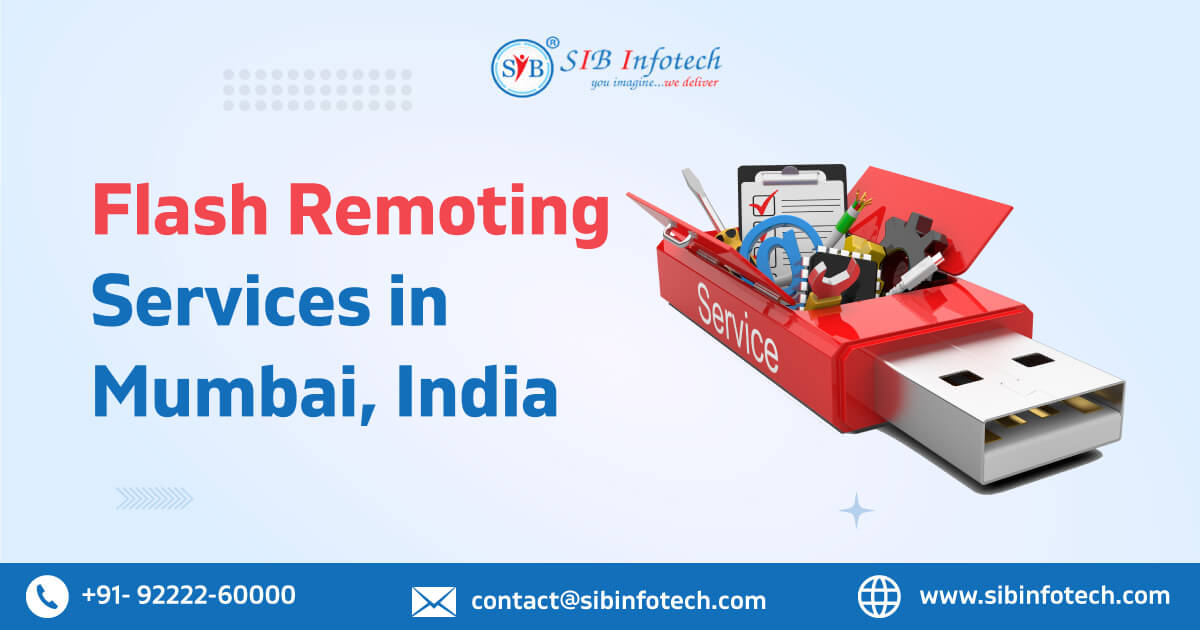 SIB® SIB Infotech
you imagine...we deliver
Flash Remoting
Services in
Mumbai, India
Service
+91- 92222-60000
contact@sibinfotech.com
www.sibinfotech.com